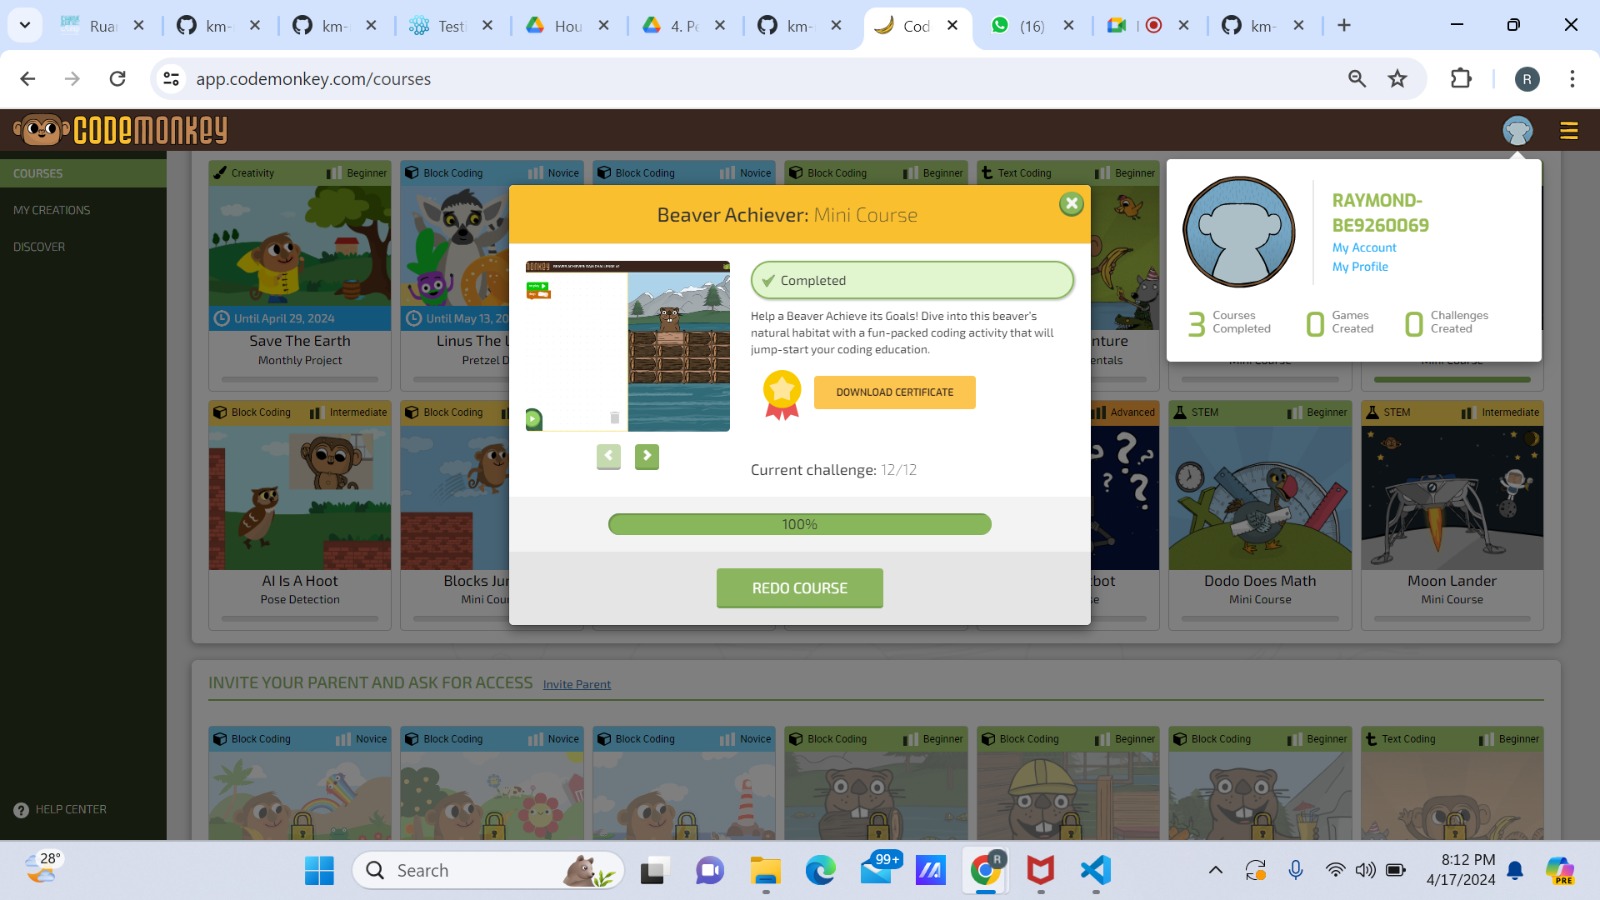 Ruar
km-
km-
Testi
Hou
4. Pe
km-
Cod
(16)
km-
app.codemonkey.com/courses
R
CODEMONKEY
COURSES
MY CREATIONS
DISCOVER
HELP CENTER
Creativity Beginner
Until April 29, 2024
Save The Earth
Monthly Project
Block Coding Novice
Until May 13, 20
Linus The L
Pretzel D
Block Coding Novice
Block Coding Beginner
Text Coding Beginner
nture
entals
Mini Course
Mini Course
Beaver Achiever: Mini Course
Completed
Help a Beaver Achieve its Goals! Dive into this beaver's
natural habitat with a fun-packed coding activity that will
jump-start your coding education.
DOWNLOAD CERTIFICATE
Current challenge: 12/12
100%
REDO COURSE
RAYMOND-
BE9260069
My Account
My Profile
3 Courses
Completed
0 Games
Created
0 Challenges
Created
Block Coding Intermediate
AI Is A Hoot
Pose Detection
Block Coding
Blocks Ju
Mini Cou
Advanced
bot
se
STEM Beginner
Dodo Does Math
Mini Course
STEM Intermediate
Moon Lander
Mini Course
INVITE YOUR PARENT AND ASK FOR ACCESS Invite Parent
Block Coding Novice
Block Coding Novice
Block Coding Novice
Block Coding Beginner
Block Coding Beginner
Block Coding Beginner
Text Coding Beginner
28°
Search
99+
R
8:12 PM
4/17/2024
PRE